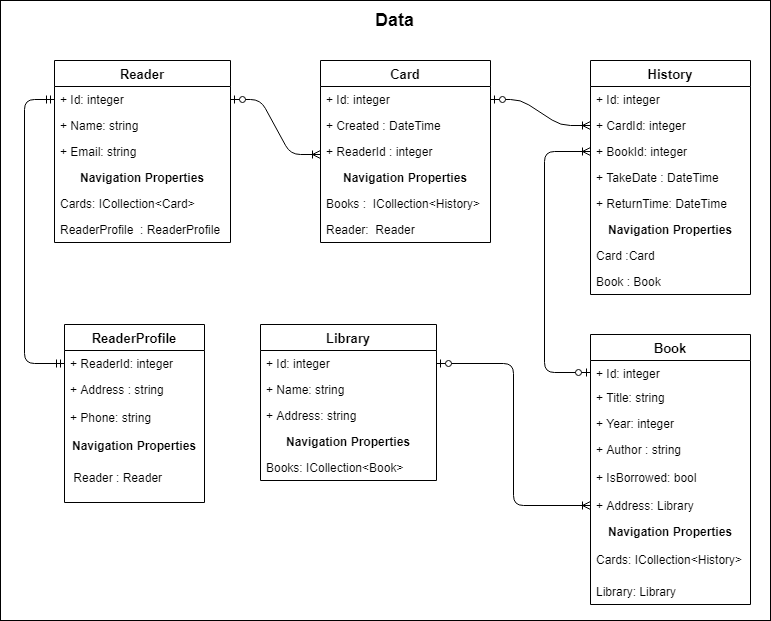 Data
Reader
+ Id: integer
+ Name: string
+ Email: string
Navigation Properties
Cards: ICollection<Card>
ReaderProfile : ReaderProfile
Card
+ Id: integer
+ Created : DateTime
+ ReaderId : integer
Navigation Properties
Books : ICollection<History>
Reader: Reader
History
+ Id: integer
+ CardId: integer
+ BookId: integer
+ TakeDate : DateTime
+ ReturnTime: DateTime
Navigation Properties
Card :Card
Book : Book
ReaderProfile
+ ReaderId: integer
+ Address : string
+ Phone: string
Navigation Properties
Reader : Reader
Library
+ Id: integer
+ Name: string
+ Address: string
Navigation Properties
Books: ICollection<Book>
Book
+ Id: integer
+ Title: string
+ Year: integer
+ Author : string
+ IsBorrowed: bool
+ Address: Library
Navigation Properties
Cards: ICollection<History>
Library: Library